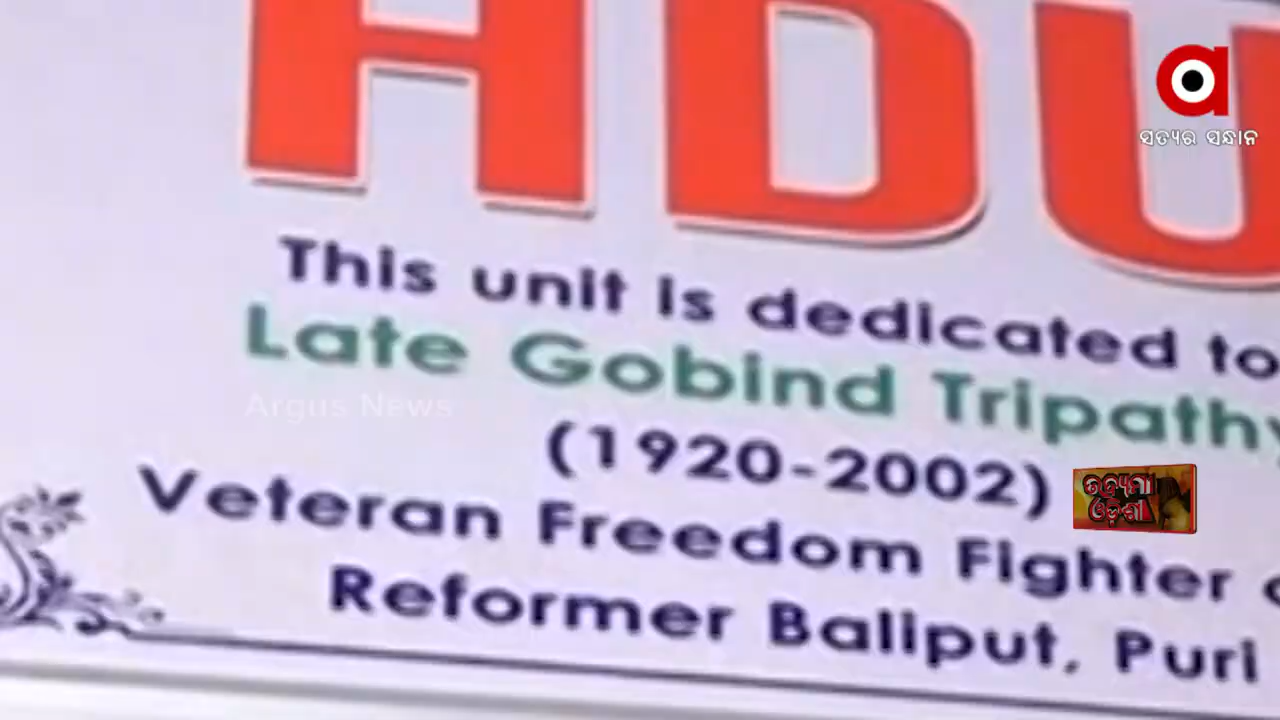 HDU
ସତ୍ୟର ସନ୍ଧାନ
This unit is dedicated to
Late Gobind Tripathy
Argus News
(1920-2002)
Veteran Freedom Fighter
ଓଡ଼ିଶା
Reformer Baliput, Puri